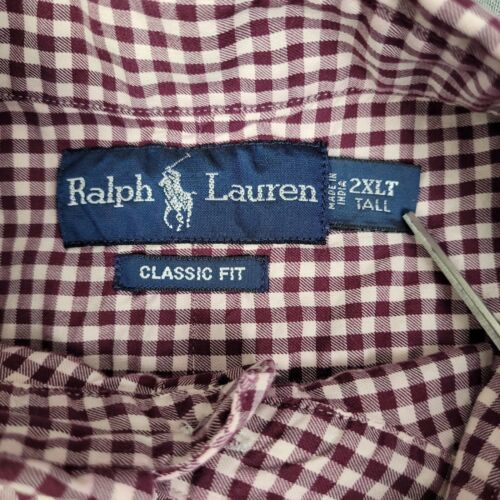 Ralph Lauren
MADE IN INDIA
2XLT
TALL
CLASSIC FIT